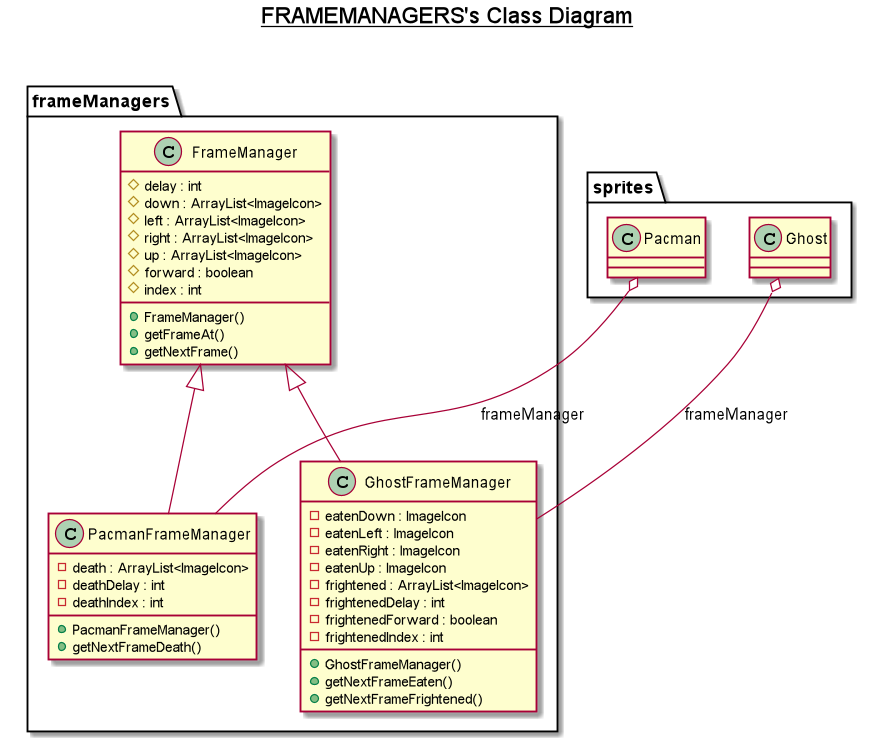 FRAMEMANAGERS's Class Diagram
frameManagers
C FrameManager
delay : int
down : ArrayList<ImageIcon>
left : ArrayList<ImageIcon>
right : ArrayList<ImageIcon>
up : ArrayList<ImageIcon>
forward : boolean
index : int
FrameManager()
getFrameAt()
getNextFrame()
sprites
C Pacman
C Ghost
frameManager
frameManager
C PacmanFrameManager
death : ArrayList<ImageIcon>
deathDelay : int
deathIndex : int
PacmanFrameManager()
getNextFrameDeath()
C GhostFrameManager
eatenDown : ImageIcon
eatenLeft : ImageIcon
eatenRight : ImageIcon
eatenUp : ImageIcon
frightened : ArrayList<ImageIcon>
frightenedDelay : int
frightenedForward : boolean
frightenedIndex : int
GhostFrameManager()
getNextFrameEaten()
getNextFrameFrightened()